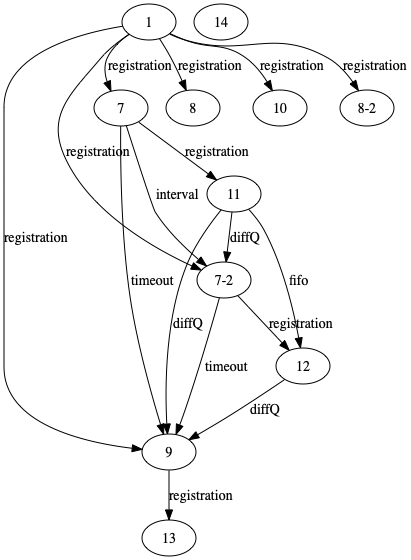 1
14
registration
registration
registration
registration
7
8
10
8-2
registration
registration
11
interval
registration
diffQ
7-2
timeout
fifo
diffQ
registration
timeout
12
diffQ
9
registration
13